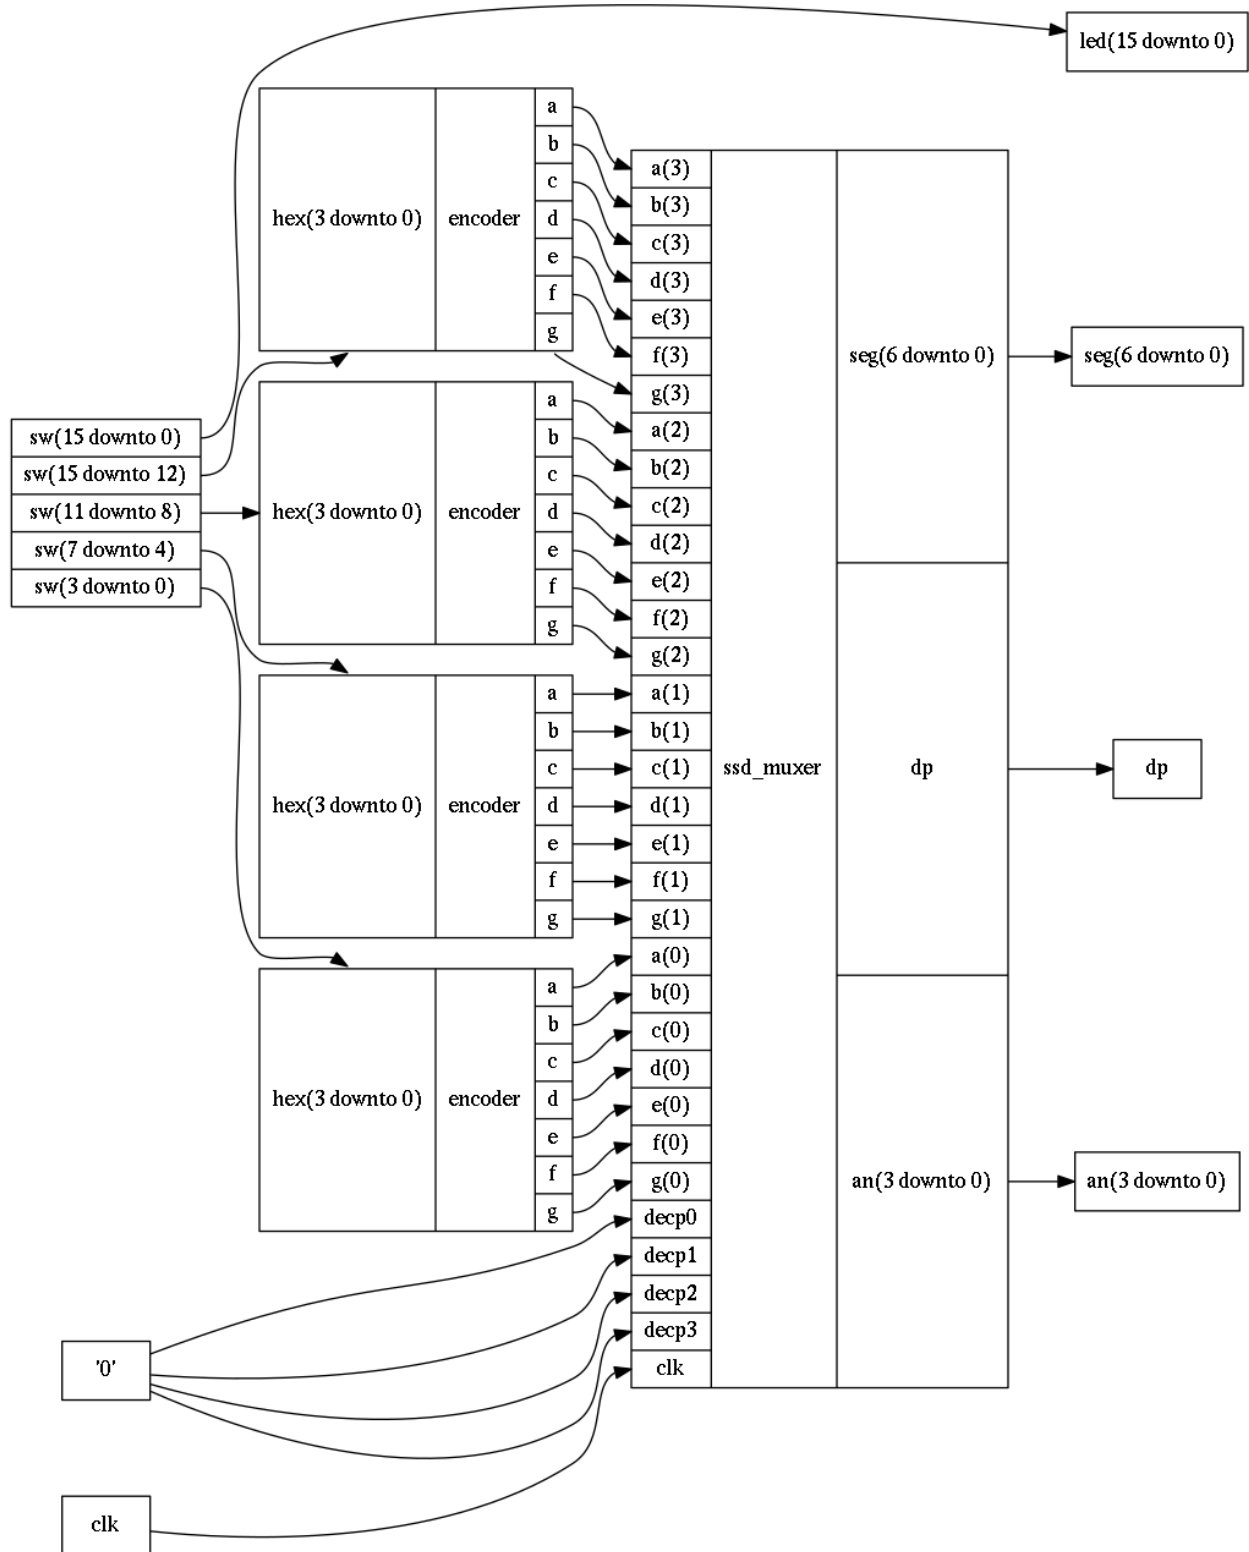 led(15 downto 0)
hex(3 downto 0)
encoder
a
b
c
d
e
f
g
sw(15 downto 0)
sw(15 downto 12)
sw(11 downto 8)
sw(7 downto 4)
sw(3 downto 0)
hex(3 downto 0)
encoder
a
b
c
d
e
f
g
hex(3 downto 0)
encoder
a
b
c
d
e
f
g
hex(3 downto 0)
encoder
a
b
c
d
e
f
g
'0'
clk
a(3)
b(3)
c(3)
d(3)
e(3)
f(3)
g(3)
a(2)
b(2)
c(2)
d(2)
e(2)
f(2)
g(2)
a(1)
b(1)
c(1)
d(1)
e(1)
f(1)
g(1)
a(0)
b(0)
c(0)
d(0)
e(0)
f(0)
g(0)
decp0
decp1
decp2
decp3
clk
ssd_muxer
seg(6 downto 0)
dp
an(3 downto 0)
seg(6 downto 0)
dp
an(3 downto 0)